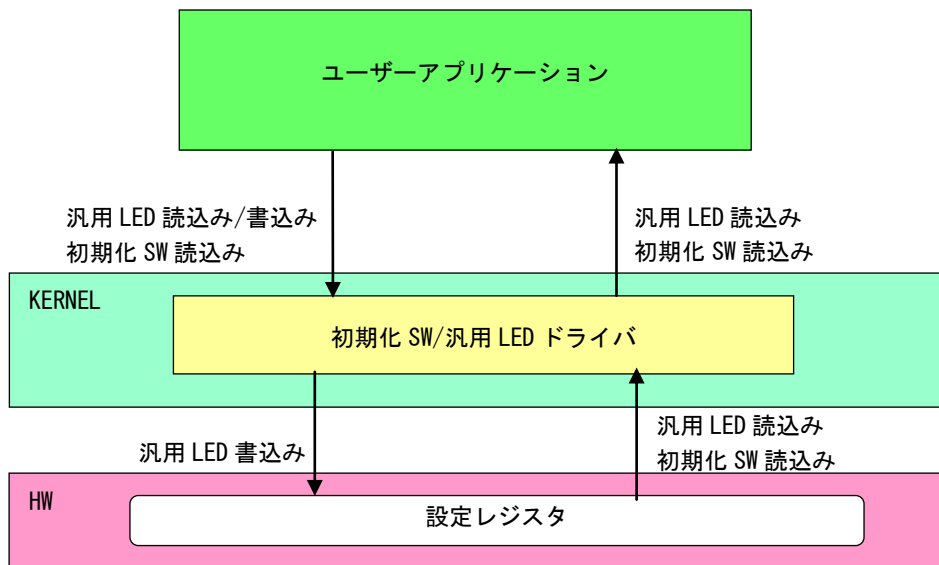 ユーザーアプリケーション
汎用 LED 読込み/書込み
初期化 SW 読込み
汎用 LED 読込み
初期化 SW 読込み
KERNEL
初期化 SW/汎用 LED ドライバ
汎用 LED 書込み
汎用 LED 読込み
初期化 SW 読込み
HW
設定レジスタ